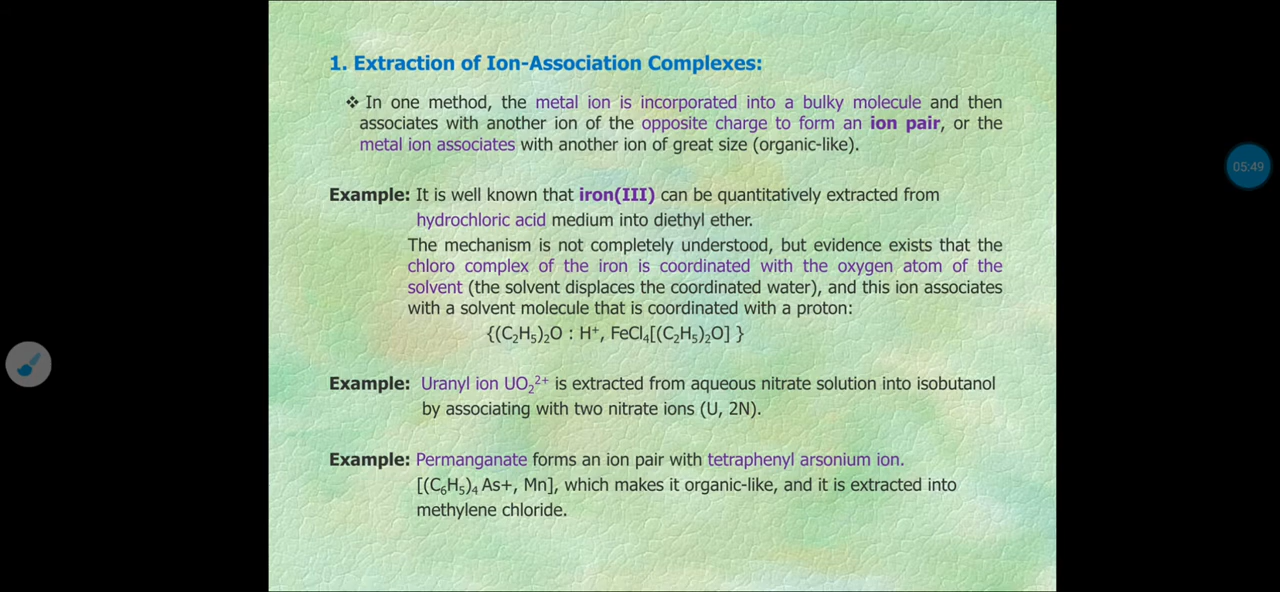 1. Extraction of Ion-Association Complexes:
❖ In one method, the metal ion is incorporated into a bulky molecule and then
associates with another ion of the opposite charge to form an ion pair, or the
metal ion associates with another ion of great size (organic-like).
Example: It is well known that iron(III) can be quantitatively extracted from
hydrochloric acid medium into diethyl ether.
The mechanism is not completely understood, but evidence exists that the
chloro complex of the iron is coordinated with the oxygen atom of the
solvent (the solvent displaces the coordinated water), and this ion associates
with a solvent molecule that is coordinated with a proton:
{(C₂H₅)₂O : H⁺, FeCl₄[(C₂H₅)₂O] }
Example: Uranyl ion UO₂²⁺ is extracted from aqueous nitrate solution into isobutanol
by associating with two nitrate ions (U, 2N).
Example: Permanganate forms an ion pair with tetraphenyl arsonium ion.
[(C₆H₅)₄ As+, Mn], which makes it organic-like, and it is extracted into
methylene chloride.
05:49